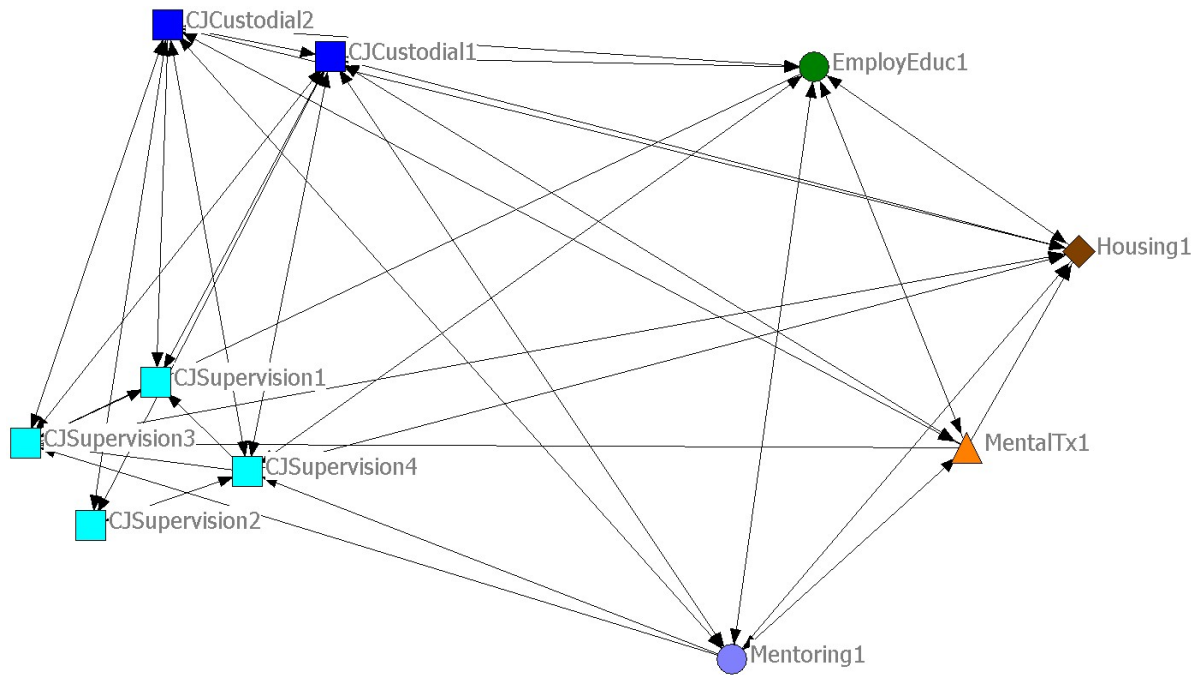 CJCustodial2
CJCustodial1
EmployEduc1
Housing1
CJSupervision1
CJSupervision3
MentalTx1
CJSupervision4
CJSupervision2
Mentoring1